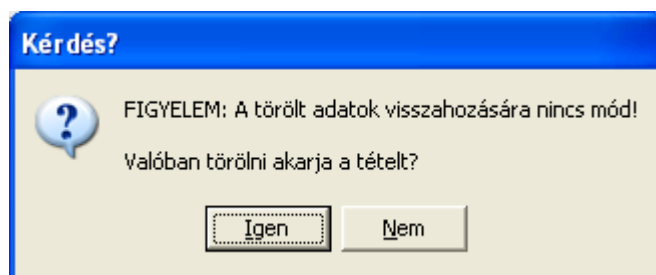 Kérdés?
FIGYELEM: A törölt adatok visszahozására nincs mód!
Valóban törölni akarja a tételt?
Igen
Nem